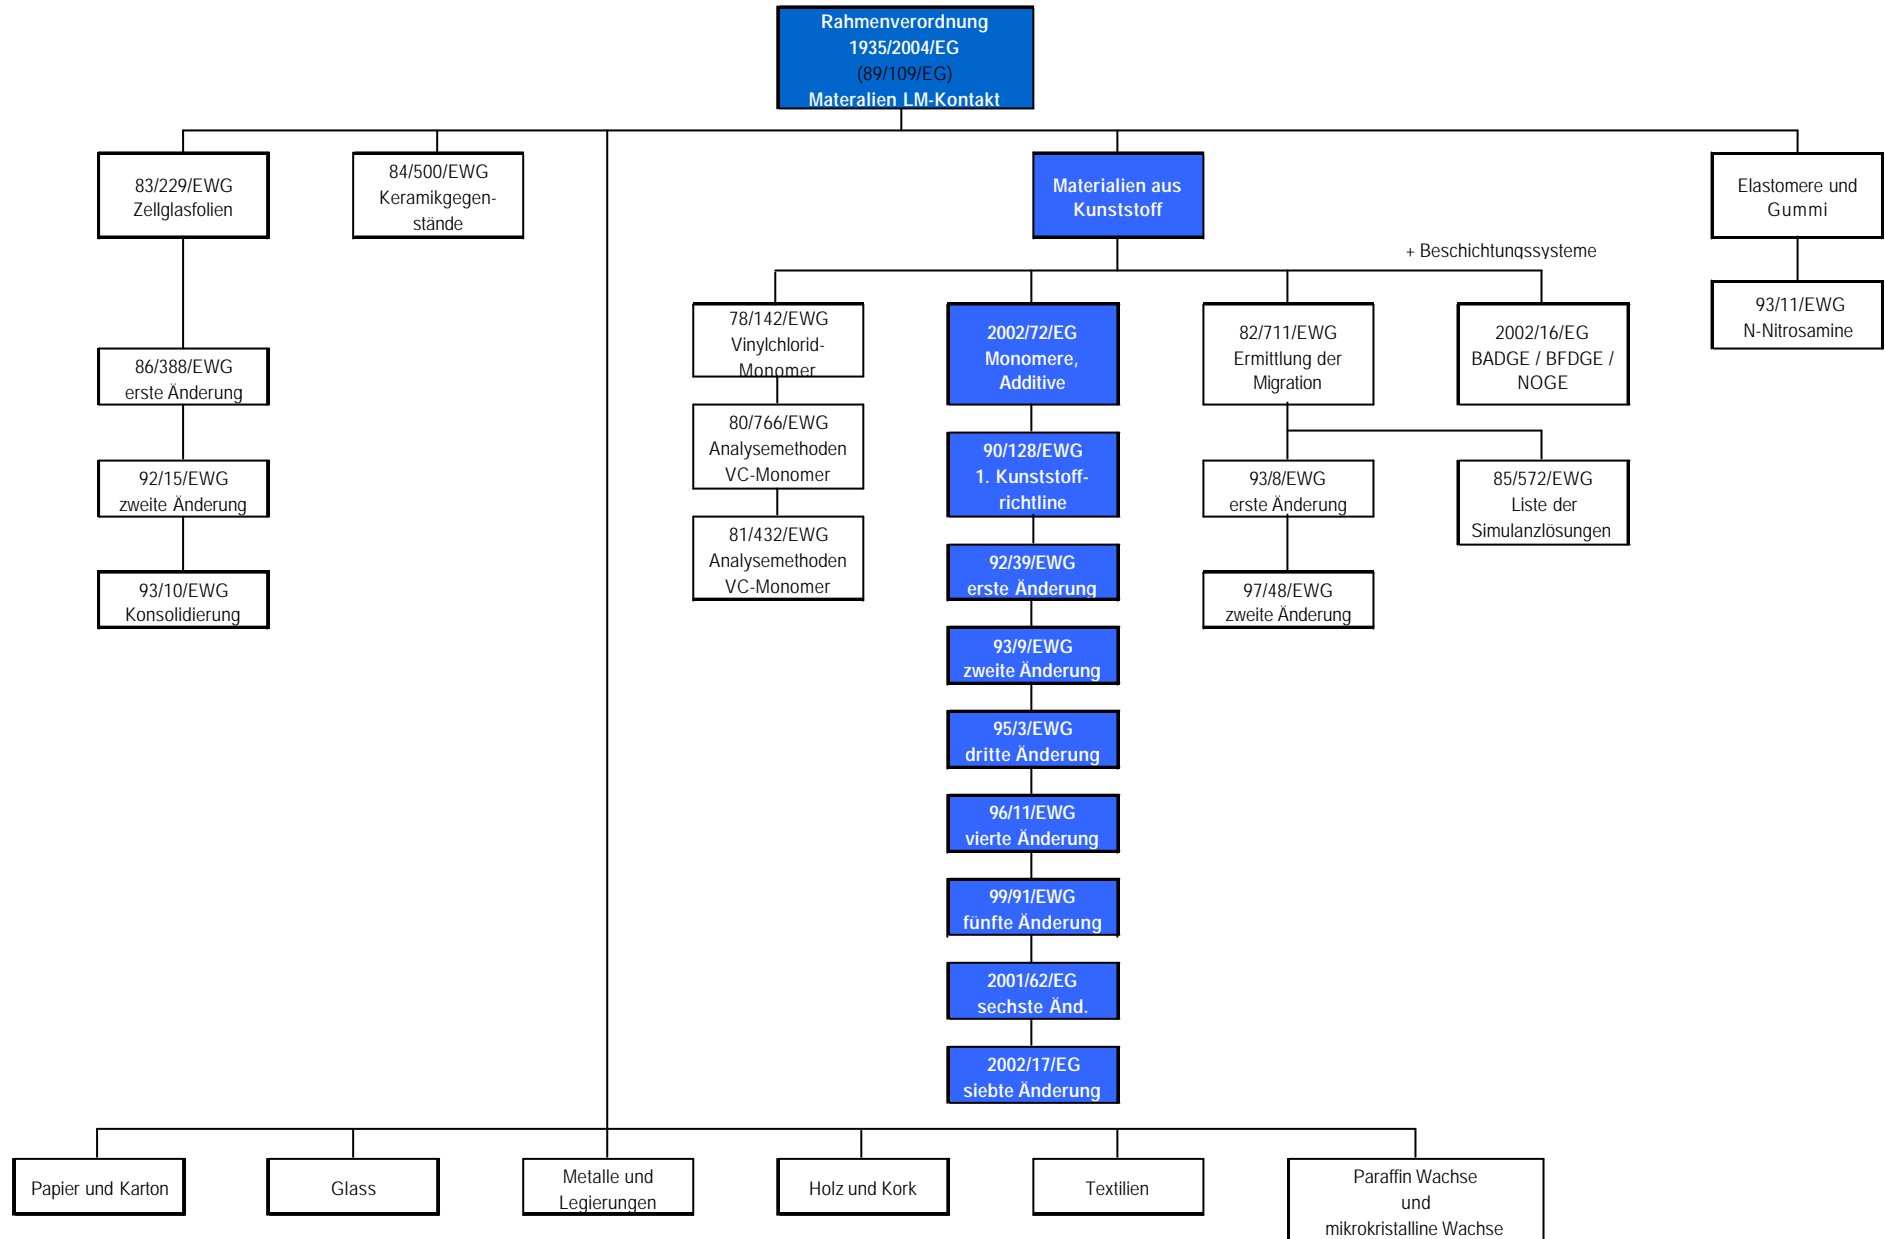 Rahmenverordnung
1935/2004/EG
(89/109/EG)
Materalien LM-Kontakt
83/229/EWG
Zellglasfolien
84/500/EWG
Keramikgegen-
stände
Materialien aus
Kunststoff
Elastomere und
Gummi
+ Beschichtungssysteme
78/142/EWG
Vinylchlorid-
Monomer
2002/72/EG
Monomere,
Additive
82/711/EWG
Ermittlung der
Migration
2002/16/EG
BADGE / BFDGE /
NOGE
93/11/EWG
N-Nitrosamine
86/388/EWG
erste Änderung
80/766/EWG
Analysemethoden
VC-Monomer
90/128/EWG
1. Kunststoff-
richtline
92/15/EWG
zweite Änderung
93/8/EWG
erste Änderung
85/572/EWG
Liste der
Simulanzlösungen
81/432/EWG
Analysemethoden
VC-Monomer
92/39/EWG
erste Änderung
93/10/EWG
Konsolidierung
97/48/EWG
zweite Änderung
93/9/EWG
zweite Änderung
95/3/EWG
dritte Änderung
96/11/EWG
vierte Änderung
99/91/EWG
fünfte Änderung
2001/62/EG
sechste Änd.
2002/17/EG
siebte Änderung
Papier und Karton
Glass
Metalle und
Legierungen
Holz und Kork
Textilien
Paraffin Wachse
und
mikrokristalline Wachse